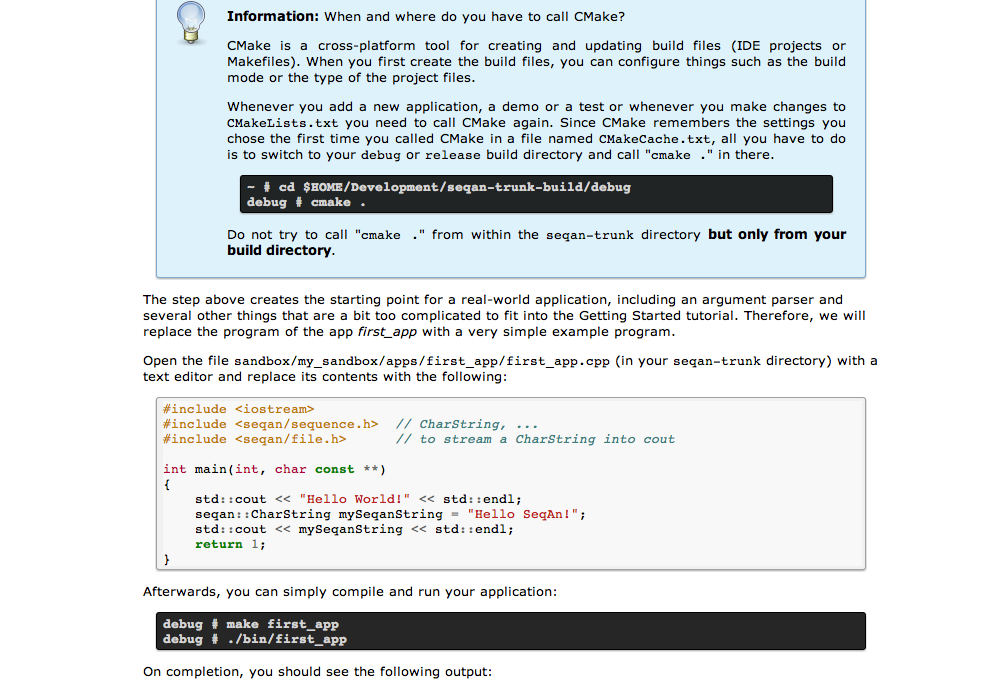 Information: When and where do you have to call CMake?
CMake is a cross-platform tool for creating and updating build files (IDE projects or
Makefiles). When you first create the build files, you can configure things such as the build
mode or the type of the project files.
Whenever you add a new application, a demo or a test or whenever you make changes to
CMakeLists.txt you need to call CMake again. Since CMake remembers the settings you
chose the first time you called CMake in a file named CMakeCache.txt, all you have to do
is to switch to your debug or release build directory and call "cmake ." in there.
~ # cd $HOME/Development/seqan-trunk-build/debug
debug # cmake .
Do not try to call "cmake ." from within the seqan-trunk directory but only from your
build directory.
The step above creates the starting point for a real-world application, including an argument parser and
several other things that are a bit too complicated to fit into the Getting Started tutorial. Therefore, we will
replace the program of the app first_app with a very simple example program.
Open the file sandbox/my_sandbox/apps/first_app/first_app.cpp (in your seqan-trunk directory) with a
text editor and replace its contents with the following:
#include <iostream>
#include <seqan/sequence.h>  // CharString, ...
#include <seqan/file.h>      // to stream a CharString into cout
int main(int, char const **)
{
    std::cout << "Hello World!" << std::endl;
    seqan::CharString mySeqanString = "Hello SeqAn!";
    std::cout << mySeqanString << std::endl;
    return 1;
}
Afterwards, you can simply compile and run your application:
debug # make first_app
debug # ./bin/first_app
On completion, you should see the following output: